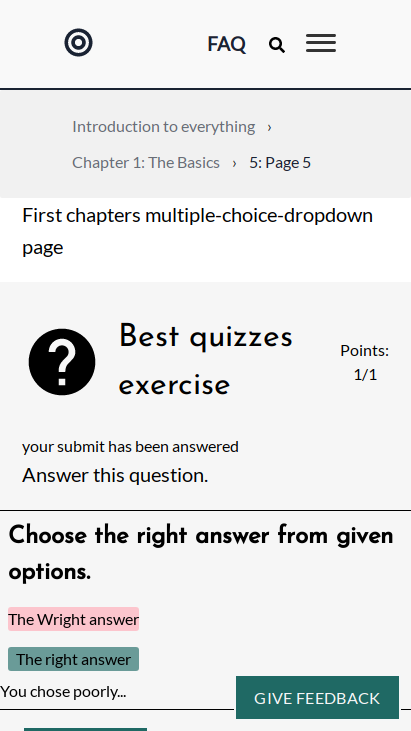 FAQ
Introduction to everything ›
Chapter 1: The Basics › 5: Page 5
First chapters multiple-choice-dropdown
page
Best quizzes
exercise
Points:
1/1
your submit has been answered
Answer this question.
Choose the right answer from given
options.
The Wright answer
The right answer
You chose poorly...
GIVE FEEDBACK